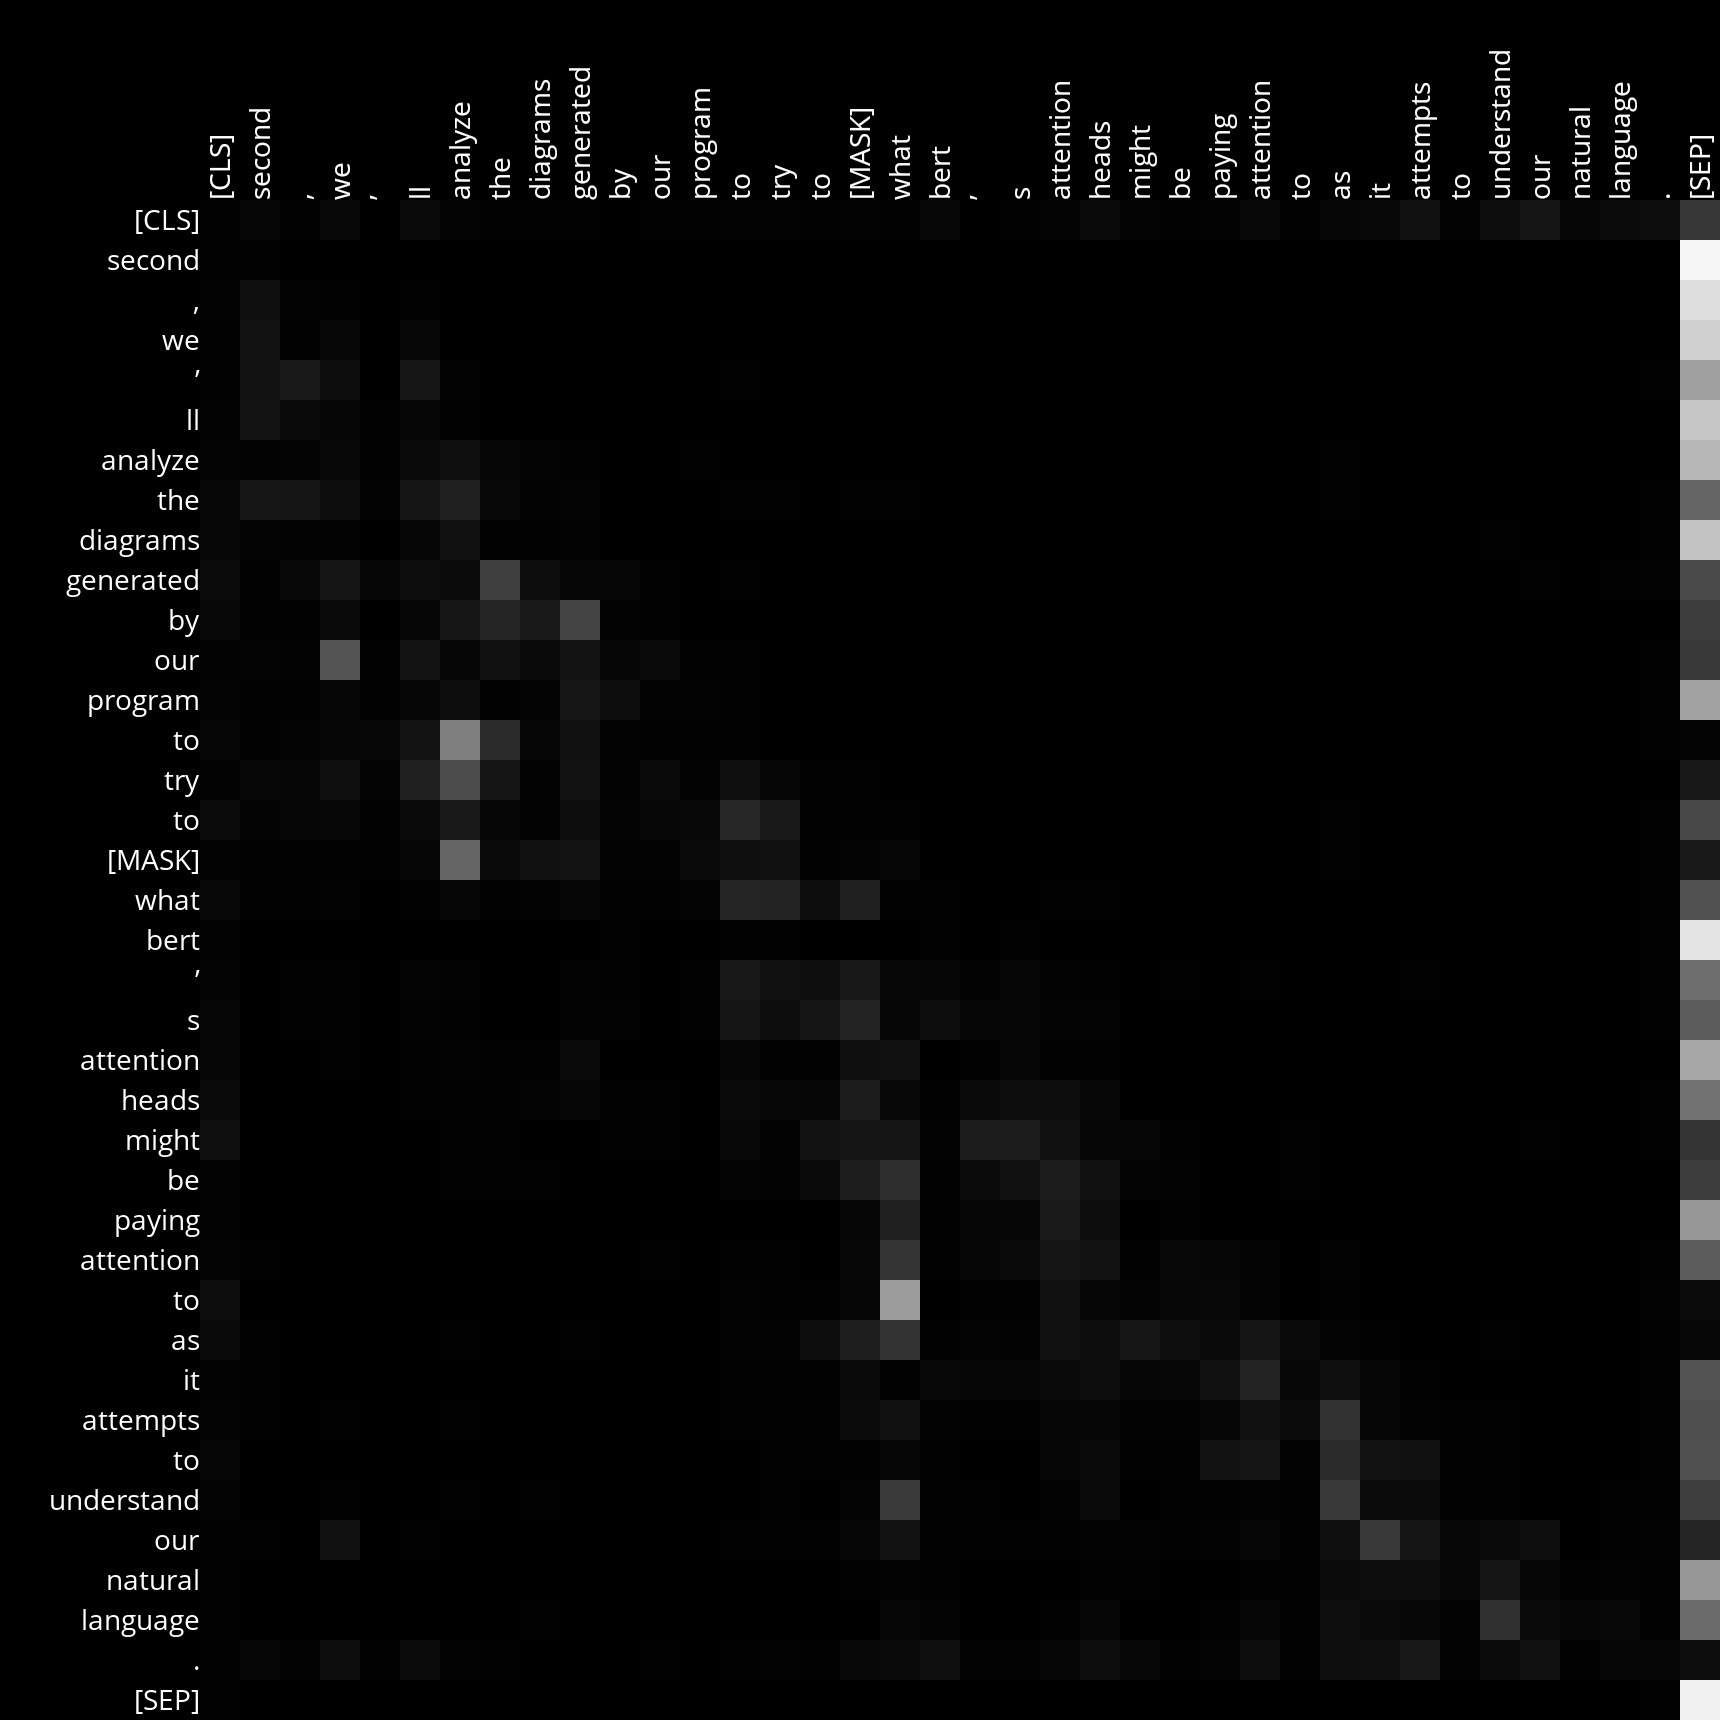 [CLS] second , we ’ ll analyze the diagrams generated by our program to try to [MASK] what bert ’ s attention heads might be paying attention to as it attempts to understand our natural language . [SEP]
[CLS]
second
,
we
’
ll
analyze
the
diagrams
generated
by
our
program
to
try
to
[MASK]
what
bert
’
s
attention
heads
might
be
paying
attention
to
as
it
attempts
to
understand
our
natural
language
.
[SEP]